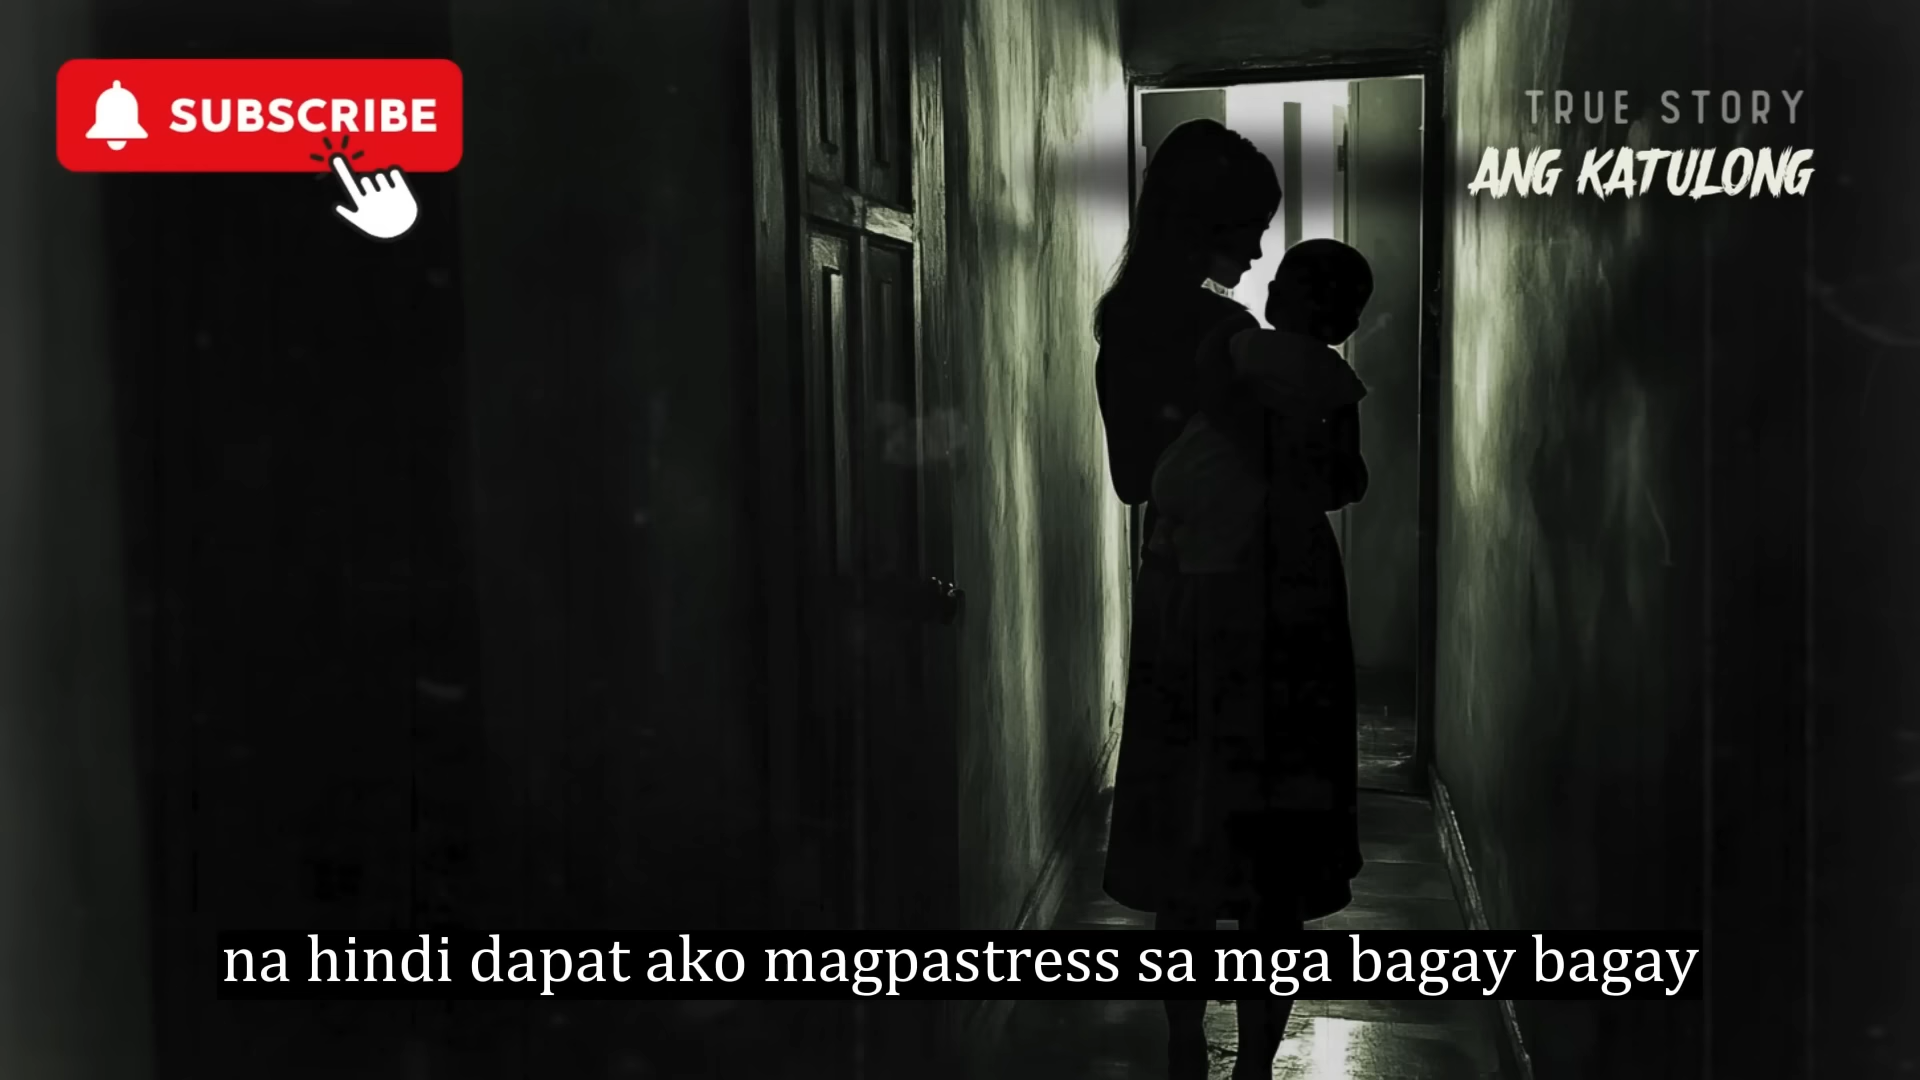 SUBSCRIBE
TRUE STORY
ANG KATULONG
na hindi dapat ako magpastress sa mga bagay bagay